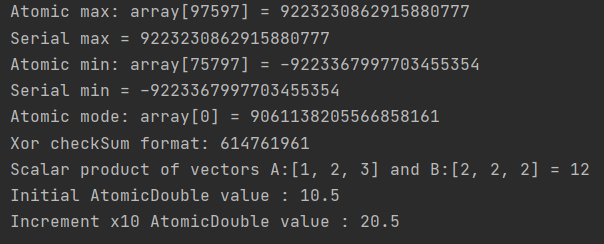 Atomic max: array[97597] = 9223230862915880777
Serial max = 9223230862915880777
Atomic min: array[75797] = -9223367997703455354
Serial min = -9223367997703455354
Atomic mode: array[0] = 9061138205566858161
Xor checkSum format: 614761961
Scalar product of vectors A:[1, 2, 3] and B:[2, 2, 2] = 12
Initial AtomicDouble value : 10.5
Increment x10 AtomicDouble value : 20.5